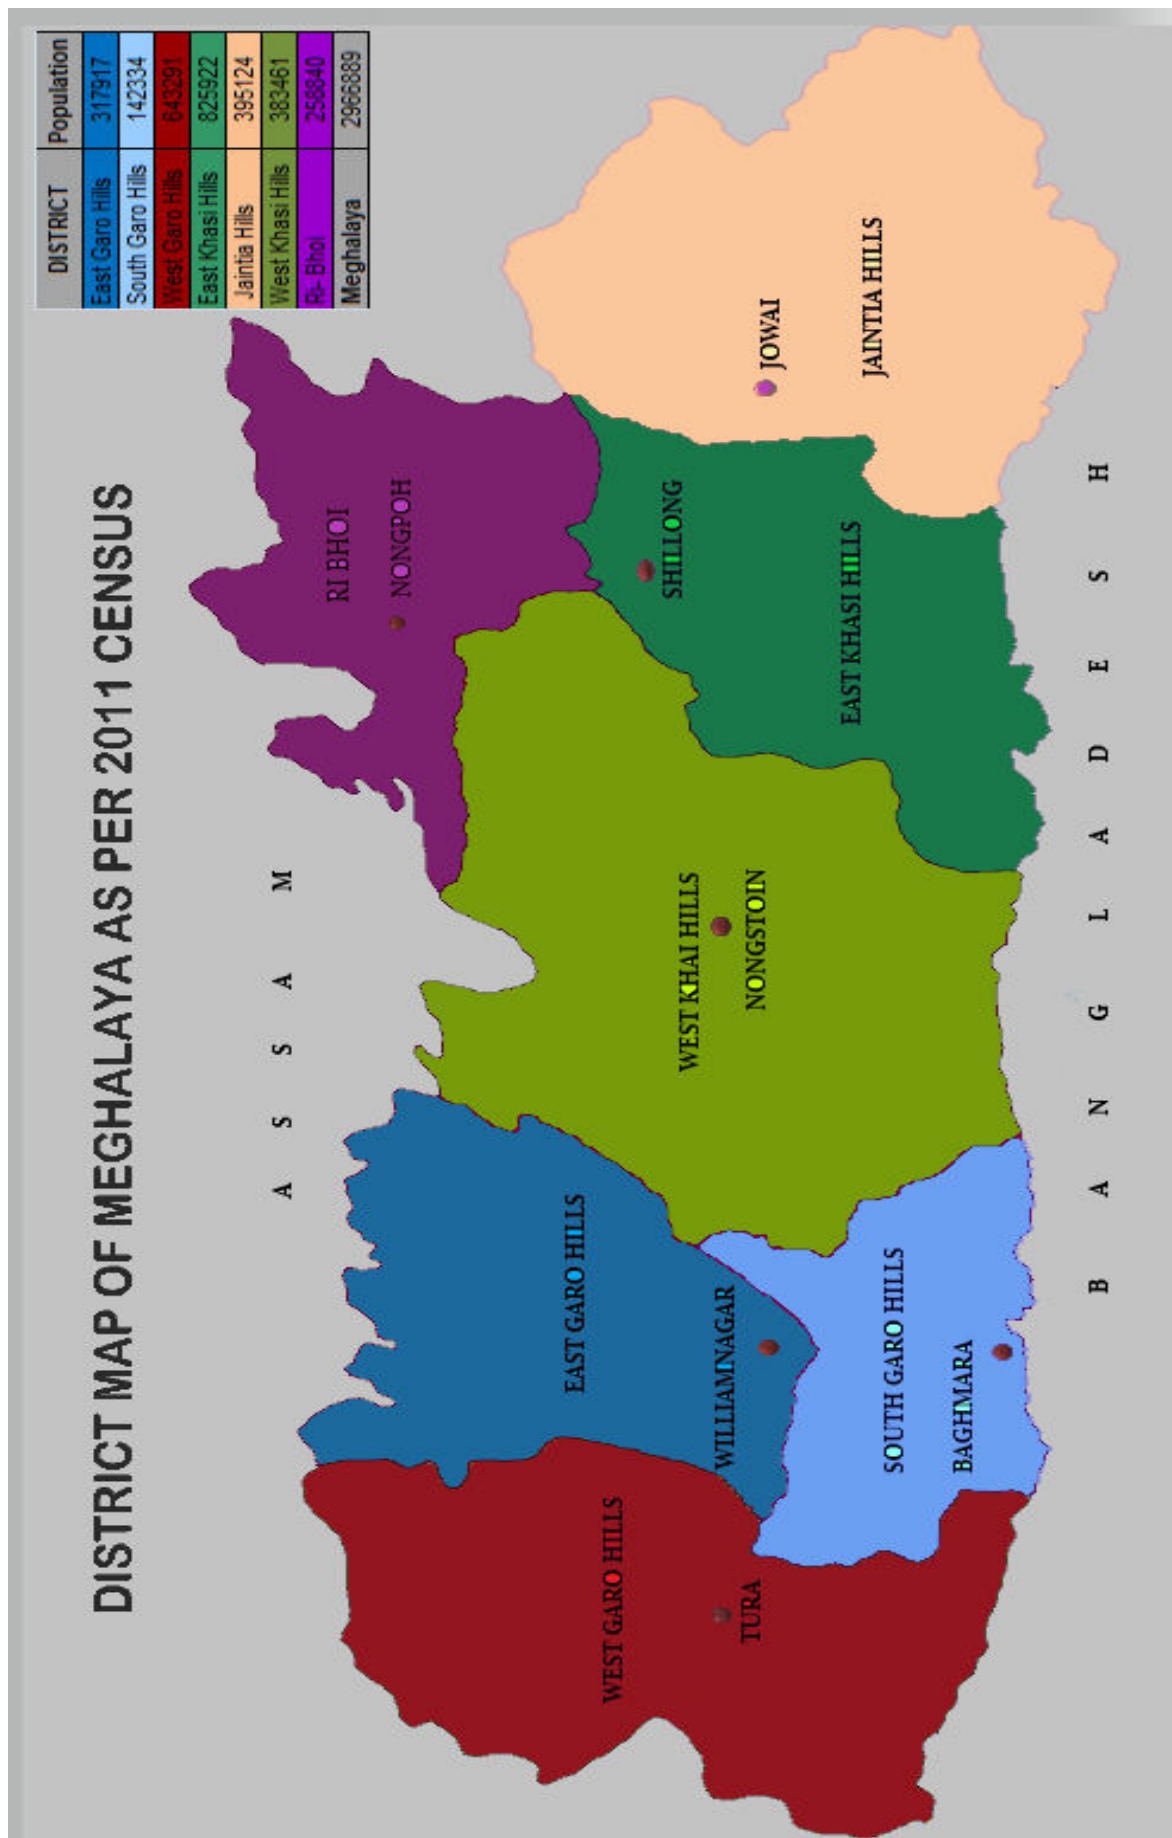 DISTRICT MAP OF MEGHALAYA AS PER 2011 CENSUS
DISTRICT Population
East Garo Hills 317917
South Garo Hills 142334
West Garo Hills 643291
East Khasi Hills 825922
Jaintia Hills 395124
West Khasi Hills 383461
Ri- Bhoi 258840
Meghalaya 2966889
A S S A M
RI BHOI
NONGPOH
EAST GARO HILLS
WEST GARO HILLS
SHILLONG
WEST KHAI HILLS
WILLIAMNAGAR
TURA
NONGSTOIN
JOWAI
EAST KHASI HILLS
JAINTIA HILLS
SOUTH GARO HILLS
BAGHMARA
B A N G L A D E S H